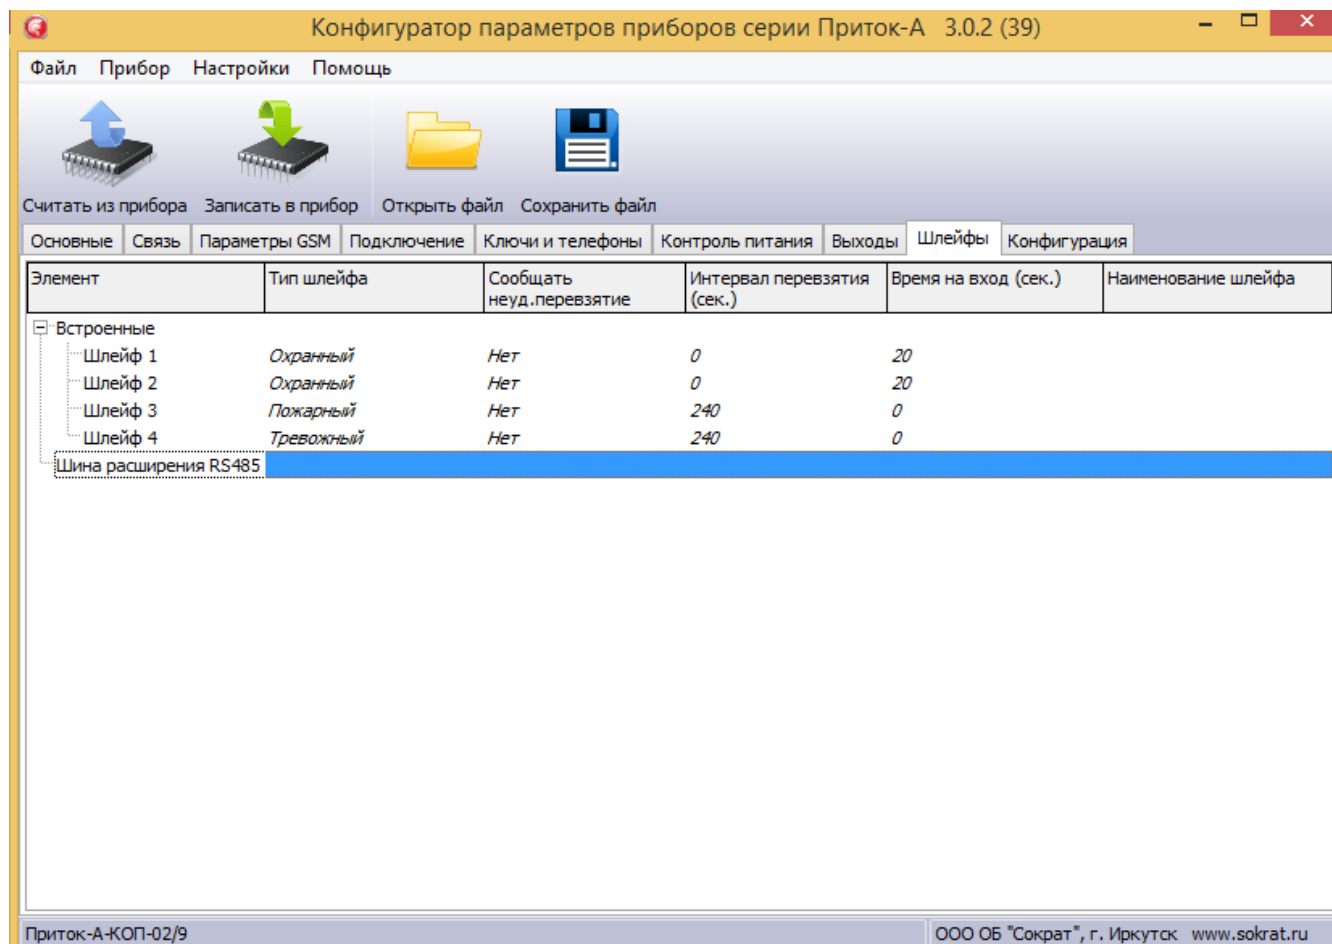 Конфигуратор параметров приборов серии Приток-А 3.0.2 (39)
Файл Прибор Настройки Помощь
Считать из прибора Записать в прибор Открыть файл Сохранить файл
Основные Связь Параметры GSM Подключение Ключи и телефоны Контроль питания Выходы Шлейфы Конфигурация
Элемент Тип шлейфа Сообщать Интервал перевзятия Время на вход (сек.) Наименование шлейфа
неуд.перевзятие (сек.)
Встроенные
Шлейф 1 Охранный Нет 0 20
Шлейф 2 Охранный Нет 0 20
Шлейф 3 Пожарный Нет 240 0
Шлейф 4 Тревожный Нет 240 0
Шина расширения RS485
Приток-А-КОП-02/9 ООО ОБ "Сократ", г. Иркутск www.sokrat.ru